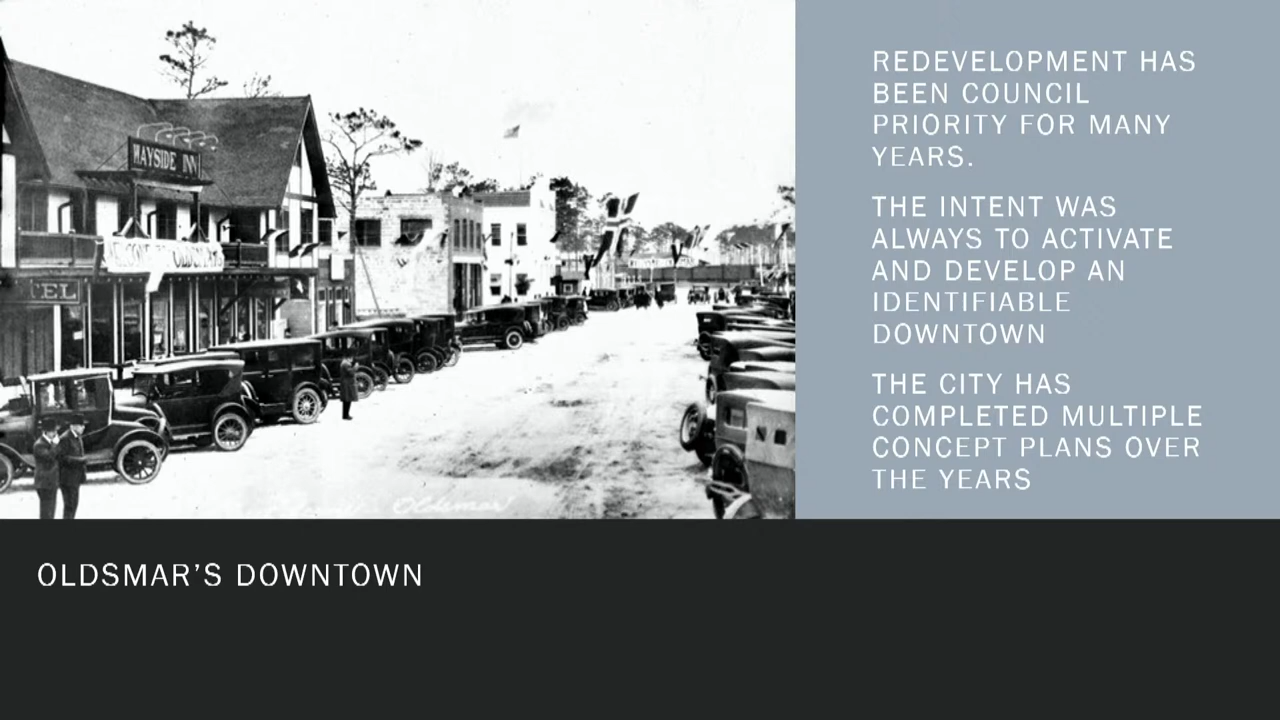 WAYSIDE INN
REDEVELOPMENT HAS
BEEN COUNCIL
PRIORITY FOR MANY
YEARS.
THE INTENT WAS
ALWAYS TO ACTIVATE
AND DEVELOP AN
IDENTIFIABLE
DOWNTOWN
THE CITY HAS
COMPLETED MULTIPLE
CONCEPT PLANS OVER
THE YEARS
Oldsmar
OLDSMAR'S DOWNTOWN